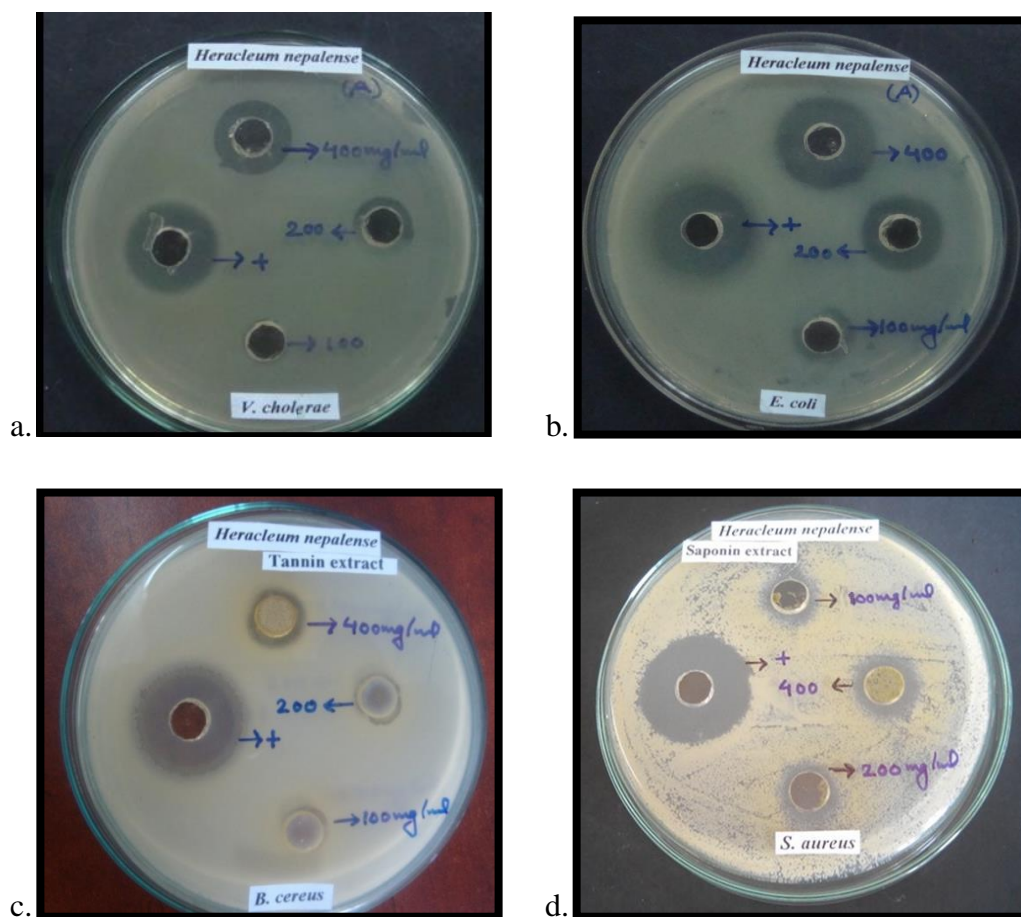 Heracleum nepalense
(A)
→400mg/ml
200←
→+
→100
V. cholerae
a.
Heracleum nepalense
(A)
→400
↔+
200←
→100mg/ml
E. coli
b.
Heracleum nepalense
Tannin extract
→400mg/ml
200←
→+
→100mg/ml
B. cereus
c.
Heracleum nepalense
Saponin extract
→100mg/ml
→+
400←
→200mg/ml
S. aureus
d.